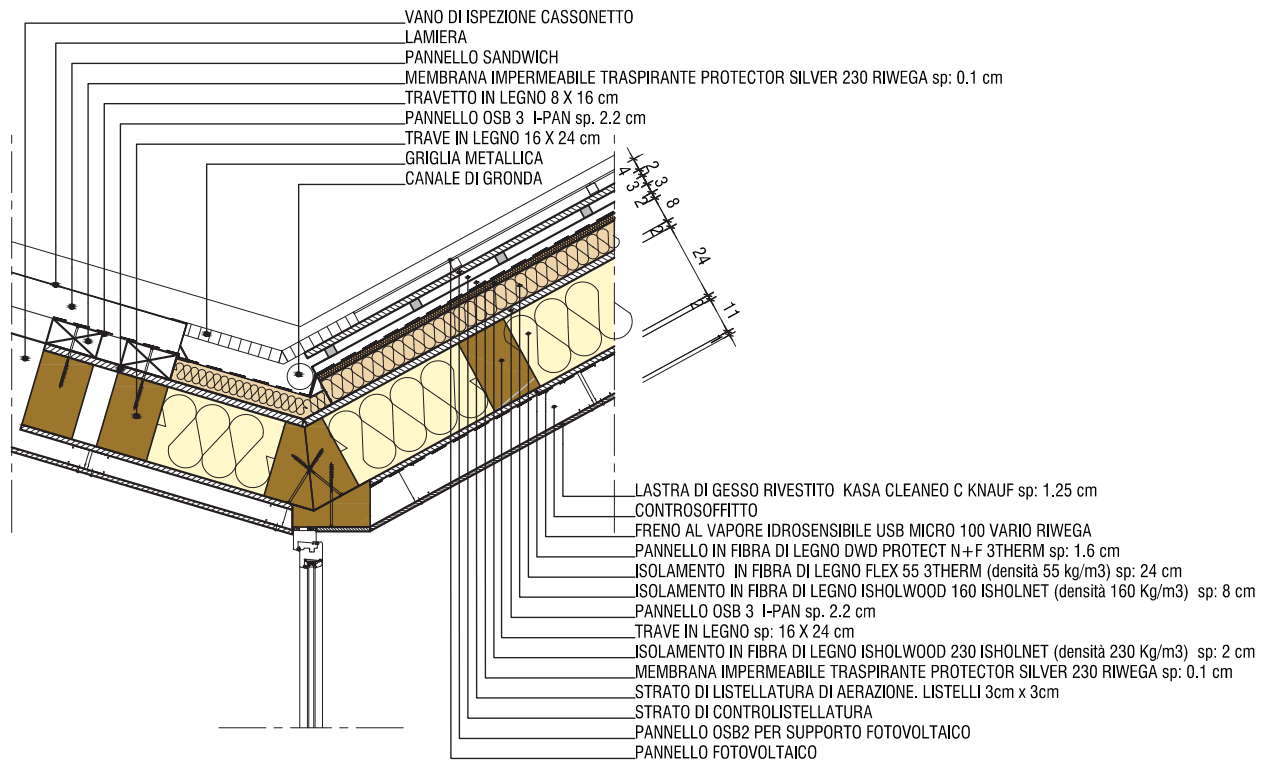 VANO DI ISPEZIONE CASSONETTO
LAMIERA
PANNELLO SANDWICH
MEMBRANA IMPERMEABILE TRASPIRANTE PROTECTOR SILVER 230 RIWEGA sp: 0.1 cm
TRAVETTO IN LEGNO 8 X 16 cm
PANNELLO OSB 3 I-PAN sp. 2.2 cm
TRAVE IN LEGNO 16 X 24 cm
GRIGLIA METALLICA
CANALE DI GRONDA
4 2
3 3
2 8
2
24
11
LASTRA DI GESSO RIVESTITO KASA CLEANEO C KNAUF sp: 1.25 cm
CONTROSOFFITTO
FRENO AL VAPORE IDROSENSIBILE USB MICRO 100 VARIO RIWEGA
PANNELLO IN FIBRA DI LEGNO DWD PROTECT N+F 3THERM sp: 1.6 cm
ISOLAMENTO IN FIBRA DI LEGNO FLEX 55 3THERM (densità 55 kg/m3) sp: 24 cm
ISOLAMENTO IN FIBRA DI LEGNO ISHOLWOOD 160 ISHOLNET (densità 160 Kg/m3) sp: 8 cm
PANNELLO OSB 3 I-PAN sp. 2.2 cm
TRAVE IN LEGNO sp: 16 X 24 cm
ISOLAMENTO IN FIBRA DI LEGNO ISHOLWOOD 230 ISHOLNET (densità 230 Kg/m3) sp: 2 cm
MEMBRANA IMPERMEABILE TRASPIRANTE PROTECTOR SILVER 230 RIWEGA sp: 0.1 cm
STRATO DI LISTELLATURA DI AERAZIONE. LISTELLI 3cm x 3cm
STRATO DI CONTROLISTELLATURA
PANNELLO OSB2 PER SUPPORTO FOTOVOLTAICO
PANNELLO FOTOVOLTAICO